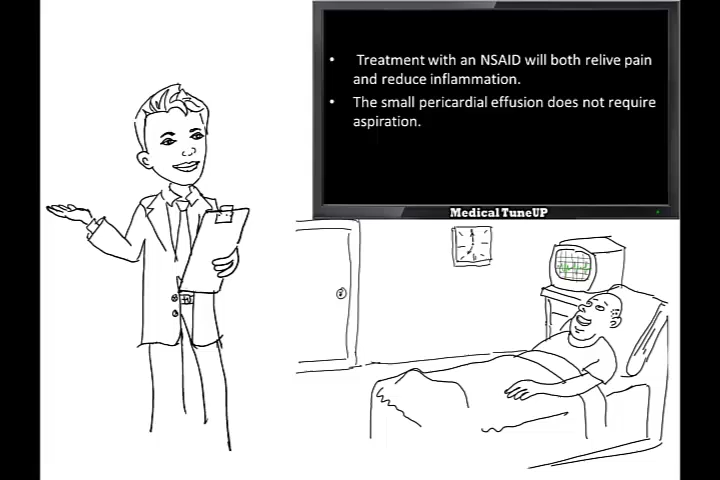 • Treatment with an NSAID will both relive pain
and reduce inflammation.
• The small pericardial effusion does not require
aspiration.
Medical TuneUP